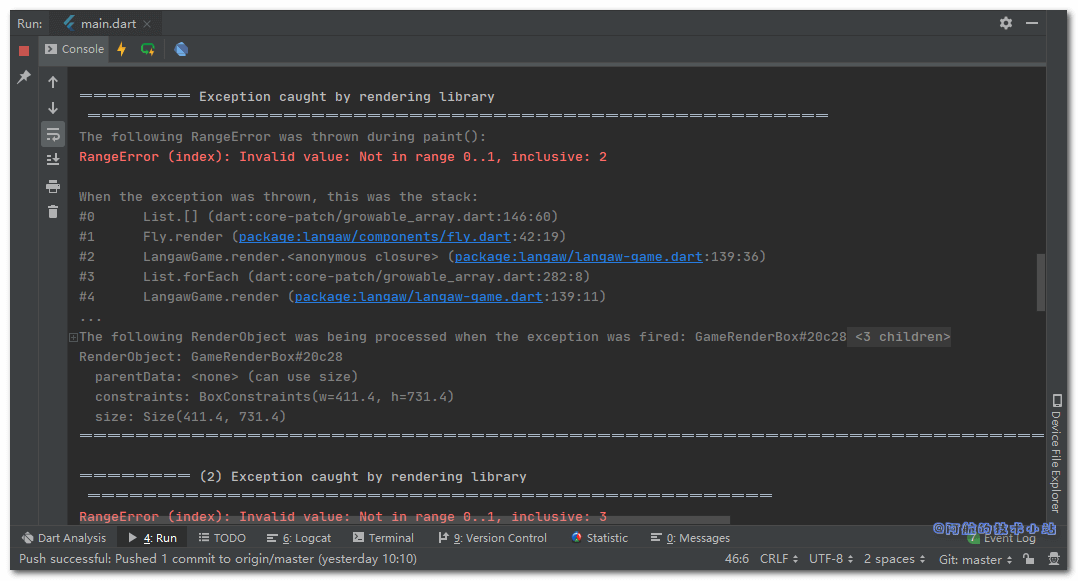 Run: main.dart
Console
══════════ Exception caught by rendering library
═══════════════════════════════════════════════════════════════════
The following RangeError was thrown during paint():
RangeError (index): Invalid value: Not in range 0..1, inclusive: 2
When the exception was thrown, this was the stack:
#0      List.[] (dart:core-patch/growable_array.dart:146:60)
#1      Fly.render (package:langaw/components/fly.dart:42:19)
#2      LangawGame.render.<anonymous closure> (package:langaw/langaw-game.dart:139:36)
#3      List.forEach (dart:core-patch/growable_array.dart:282:8)
#4      LangawGame.render (package:langaw/langaw-game.dart:139:11)
...
The following RenderObject was being processed when the exception was fired: GameRenderBox#20c28 <3 children>
RenderObject: GameRenderBox#20c28
parentData: <none> (can use size)
constraints: BoxConstraints(w=411.4, h=731.4)
size: Size(411.4, 731.4)
══════════ (2) Exception caught by rendering library
RangeError (index): Invalid value: Not in range 0..1, inclusive: 3
Device File Explorer
@阿航的技术小站
Dart Analysis 4: Run TODO 6: Logcat Terminal 9: Version Control Statistic 0: Messages Event Log
Push successful: Pushed 1 commit to origin/master (yesterday 10:10) 46:6 CRLF UTF-8 2 spaces Git: master